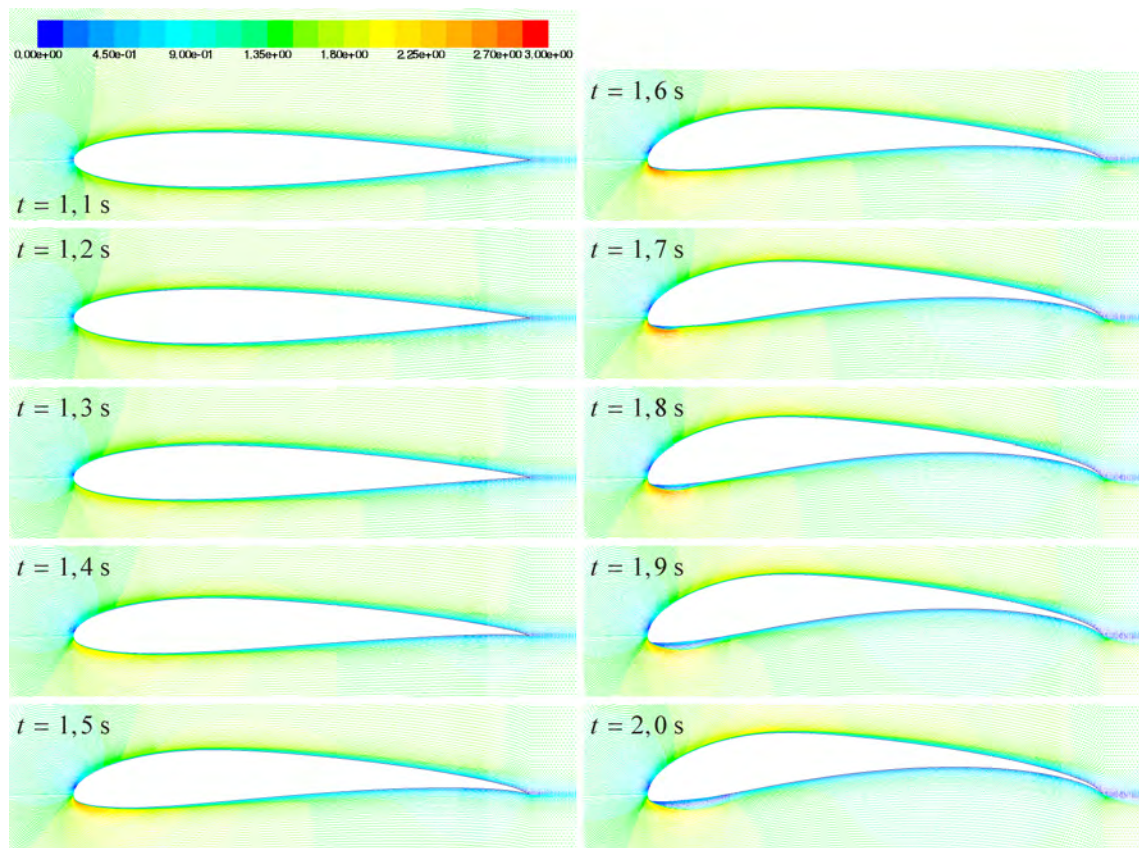 0.00e+00 4.50e-01 9.00e-01 1.35e+00 1.80e+00 2.25e+00 2.70e+00 3.00e+00
t = 1,1 s
t = 1,2 s
t = 1,3 s
t = 1,4 s
t = 1,5 s
t = 1,6 s
t = 1,7 s
t = 1,8 s
t = 1,9 s
t = 2,0 s